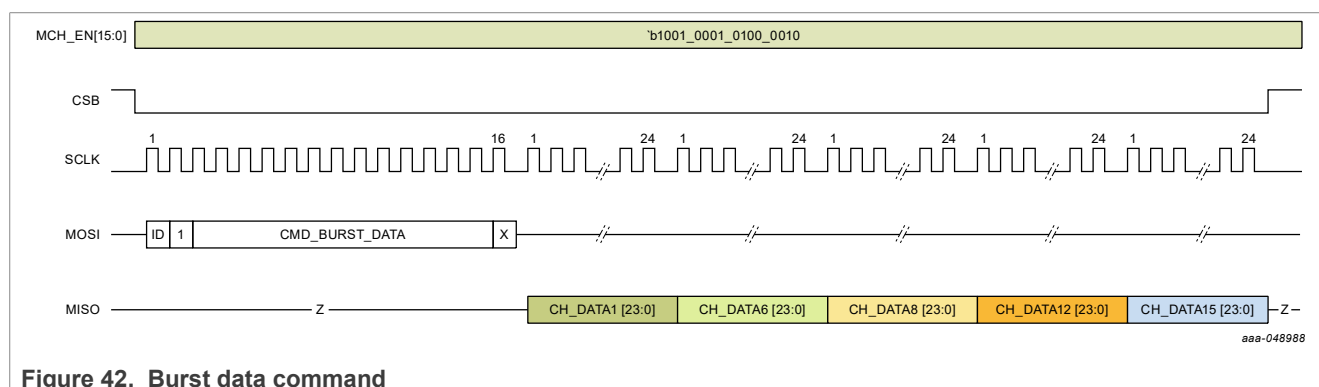 MCH_EN[15:0] `b1001_0001_0100_0010
CSB
1 16 1 24 1 24 1 24 1 24 1 24
SCLK
MOSI ID 1 CMD_BURST_DATA X
MISO Z CH_DATA1 [23:0] CH_DATA6 [23:0] CH_DATA8 [23:0] CH_DATA12 [23:0] CH_DATA15 [23:0] Z
aaa-048988
Figure 42. Burst data command